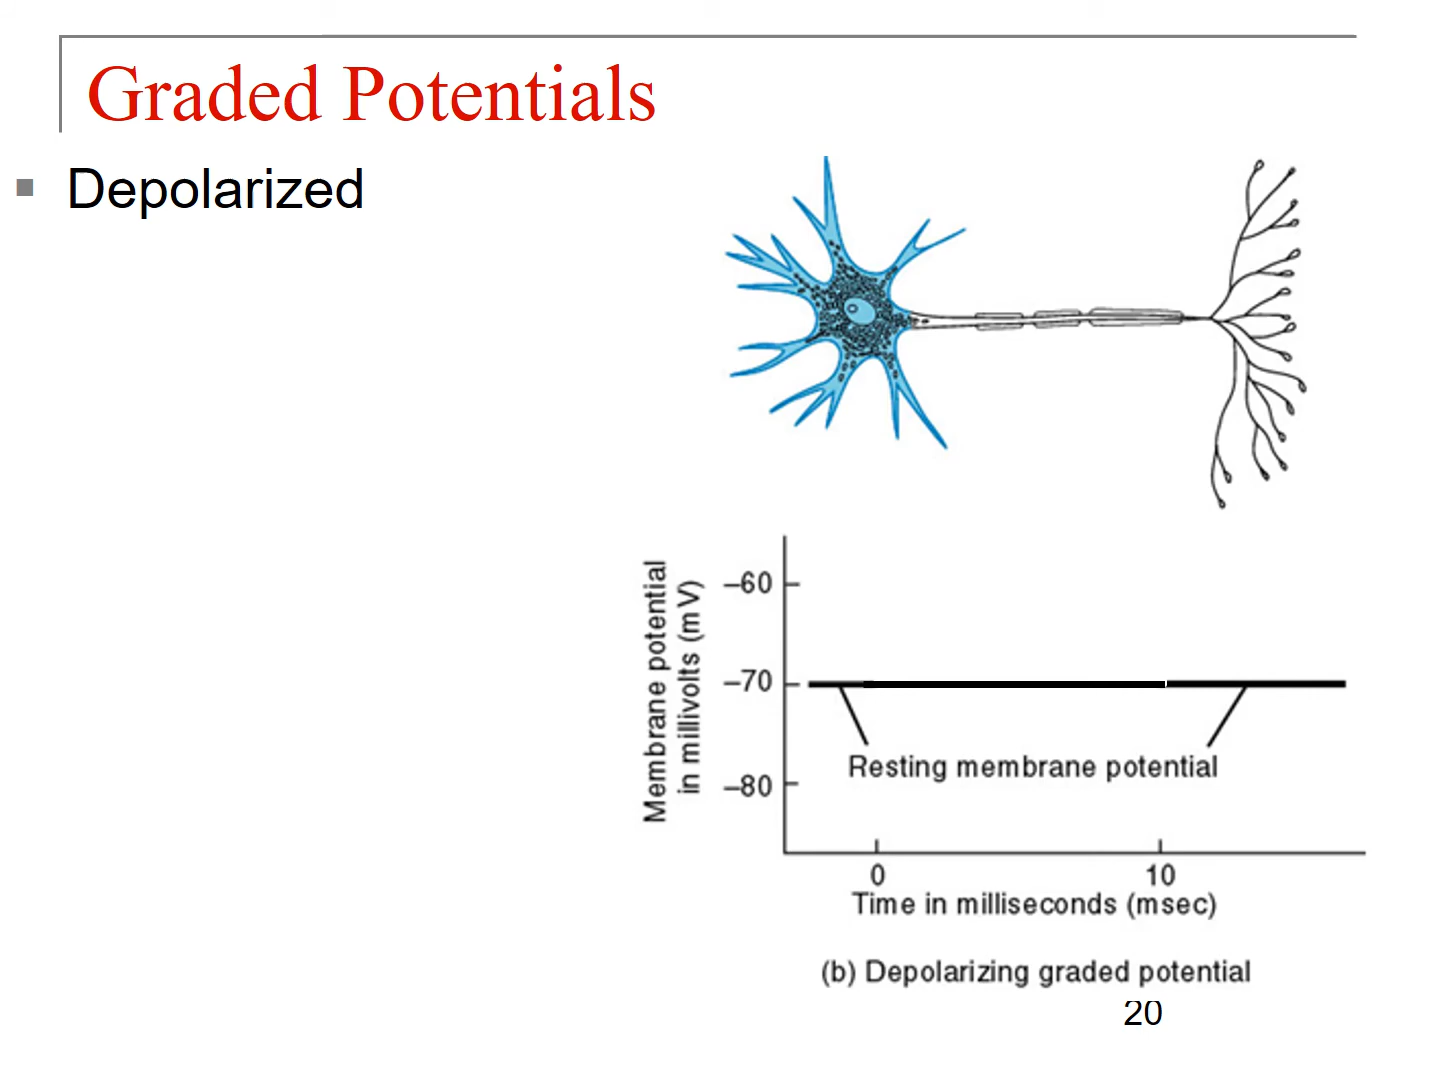 Graded Potentials
▪ Depolarized
Membrane potential
in millivolts (mV)
–60
–70
–80
Resting membrane potential
0
10
Time in milliseconds (msec)
(b) Depolarizing graded potential
20